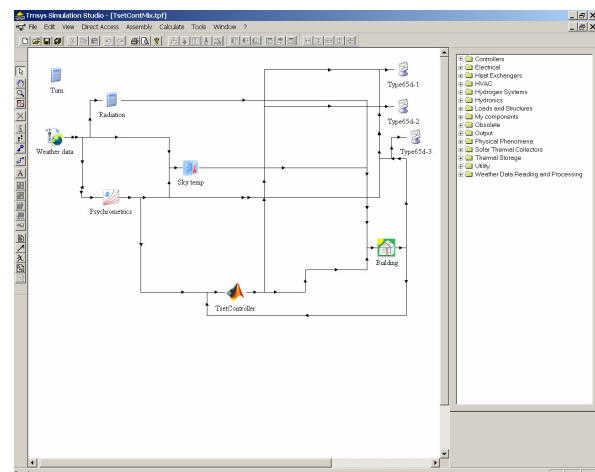 Trnsys Simulation Studio - [TsetContMix.tpf]
File Edit View Direct Access Assembly Calculate Tools Window ?
Turn
Radiation
Weather data
Sky temp
Psychrometrics
TsetController
Building
Type65d-1
Type65d-2
Type65d-3
Controllers
Electrical
Heat Exchangers
HVAC
Hydrogen Systems
Hydronics
Loads and Structures
My components
Obsolete
Output
Physical Phenomena
Solar Thermal Collectors
Thermal Storage
Utility
Weather Data Reading and Processing